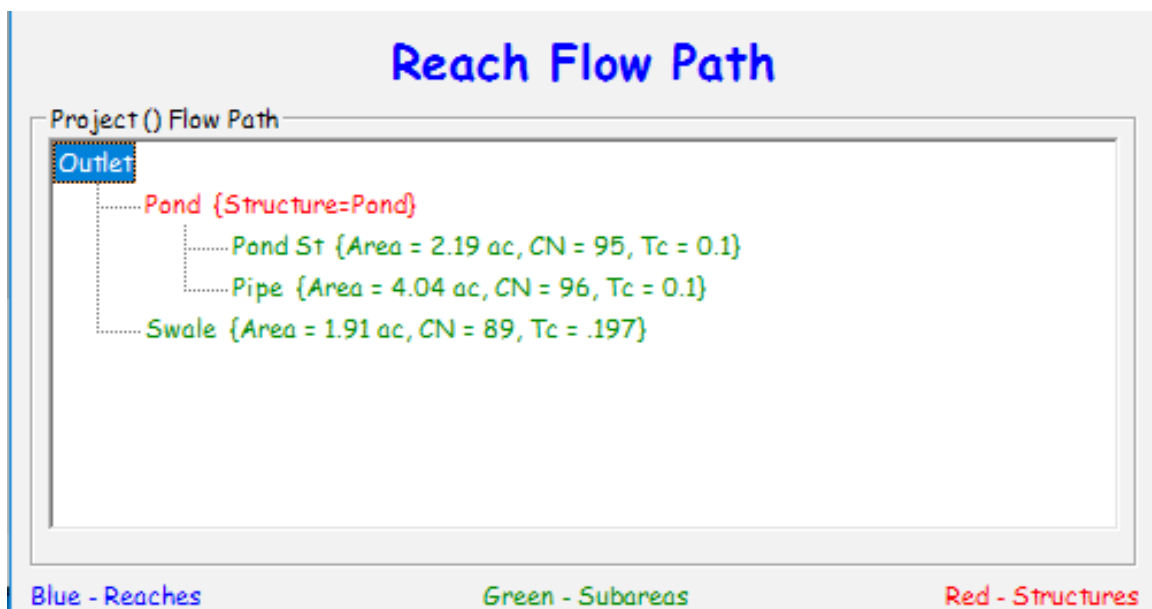 Reach Flow Path
Project () Flow Path
Outlet
Pond {Structure=Pond}
Pond St {Area = 2.19 ac, CN = 95, Tc = 0.1}
Pipe {Area = 4.04 ac, CN = 96, Tc = 0.1}
Swale {Area = 1.91 ac, CN = 89, Tc = .197}
Blue - Reaches
Green - Subareas
Red - Structures